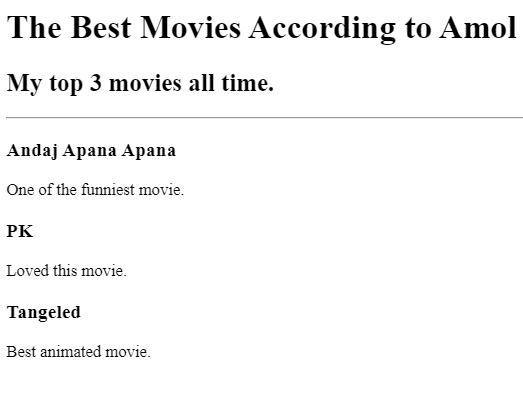 The Best Movies According to Amol
My top 3 movies all time.
Andaj Apana Apana
One of the funniest movie.
PK
Loved this movie.
Tangeled
Best animated movie.